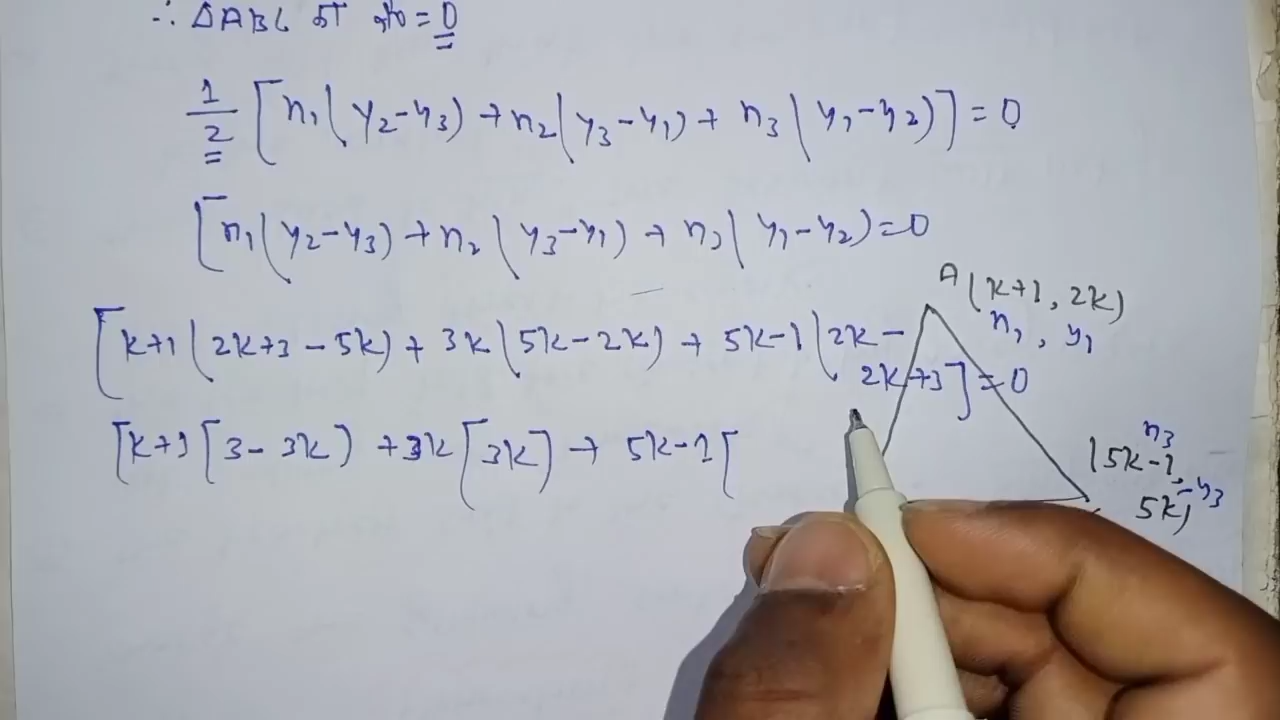 ∴ ΔABC का क्षे० = 0
1/2 [x₁(y₂-y₃) + x₂(y₃-y₁) + x₃(y₁-y₂)] = 0
[x₁(y₂-y₃) + x₂(y₃-y₁) + x₃(y₁-y₂) = 0
A(k+1, 2k)
x₁, y₁
[k+1(2k+3-5k) + 3k(5k-2k) + 5k-1(2k-
2k+3] = 0
[k+1[3-3k) + 3k[3k] + 5k-1[
x₃
(5k-1,
5k) y₃